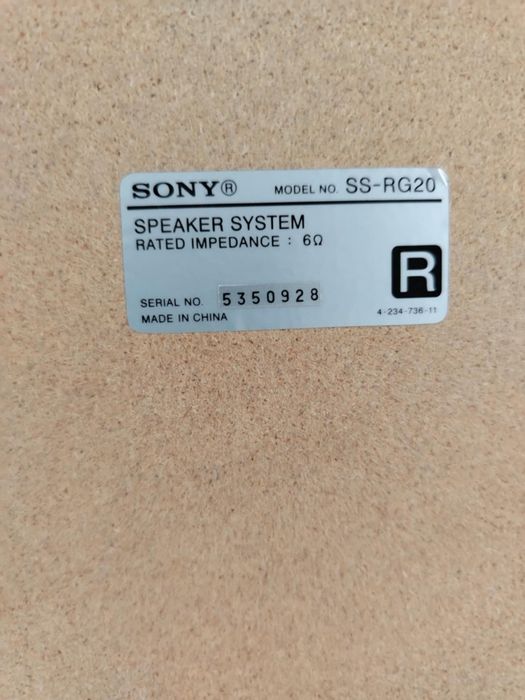 SONY® MODEL NO. SS-RG20
SPEAKER SYSTEM
RATED IMPEDANCE : 6Ω
R
SERIAL NO. 5350928
MADE IN CHINA
4-234-736-11